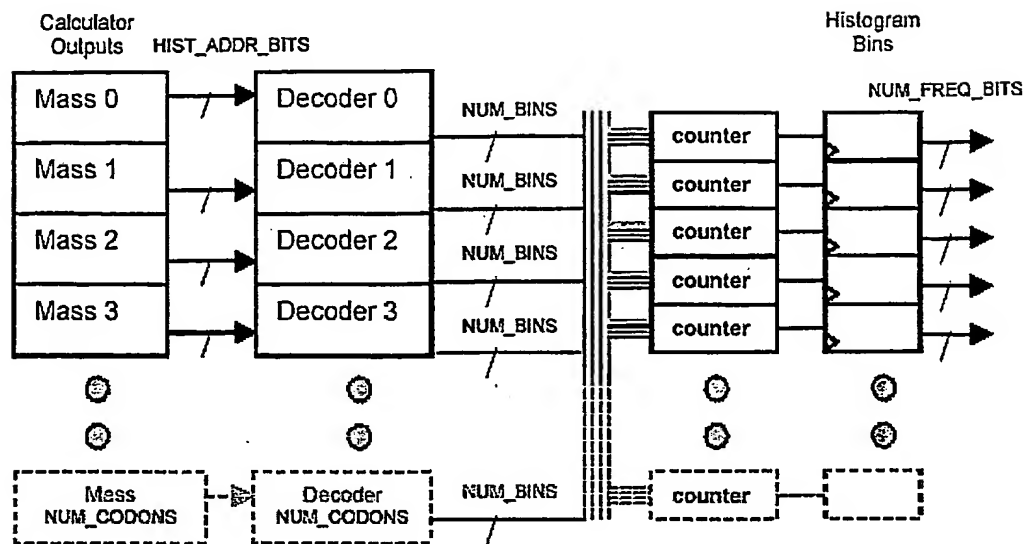 Calculator
Outputs
HIST_ADDR_BITS
Histogram
Bins
NUM_FREQ_BITS
Mass 0
Decoder 0
NUM_BINS
counter
Mass 1
Decoder 1
NUM_BINS
counter
Mass 2
Decoder 2
NUM_BINS
counter
Mass 3
Decoder 3
NUM_BINS
counter
counter
Mass
NUM_CODONS
Decoder
NUM_CODONS
NUM_BINS
counter